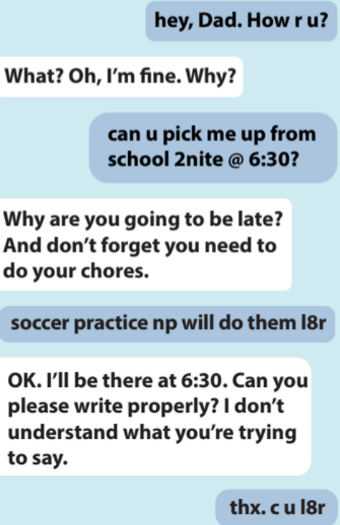 hey, Dad. How r u?
What? Oh, I’m fine. Why?
can u pick me up from
school 2nite @ 6:30?
Why are you going to be late?
And don’t forget you need to
do your chores.
soccer practice np will do them l8r
OK. I’ll be there at 6:30. Can you
please write properly? I don’t
understand what you’re trying
to say.
thx. c u l8r